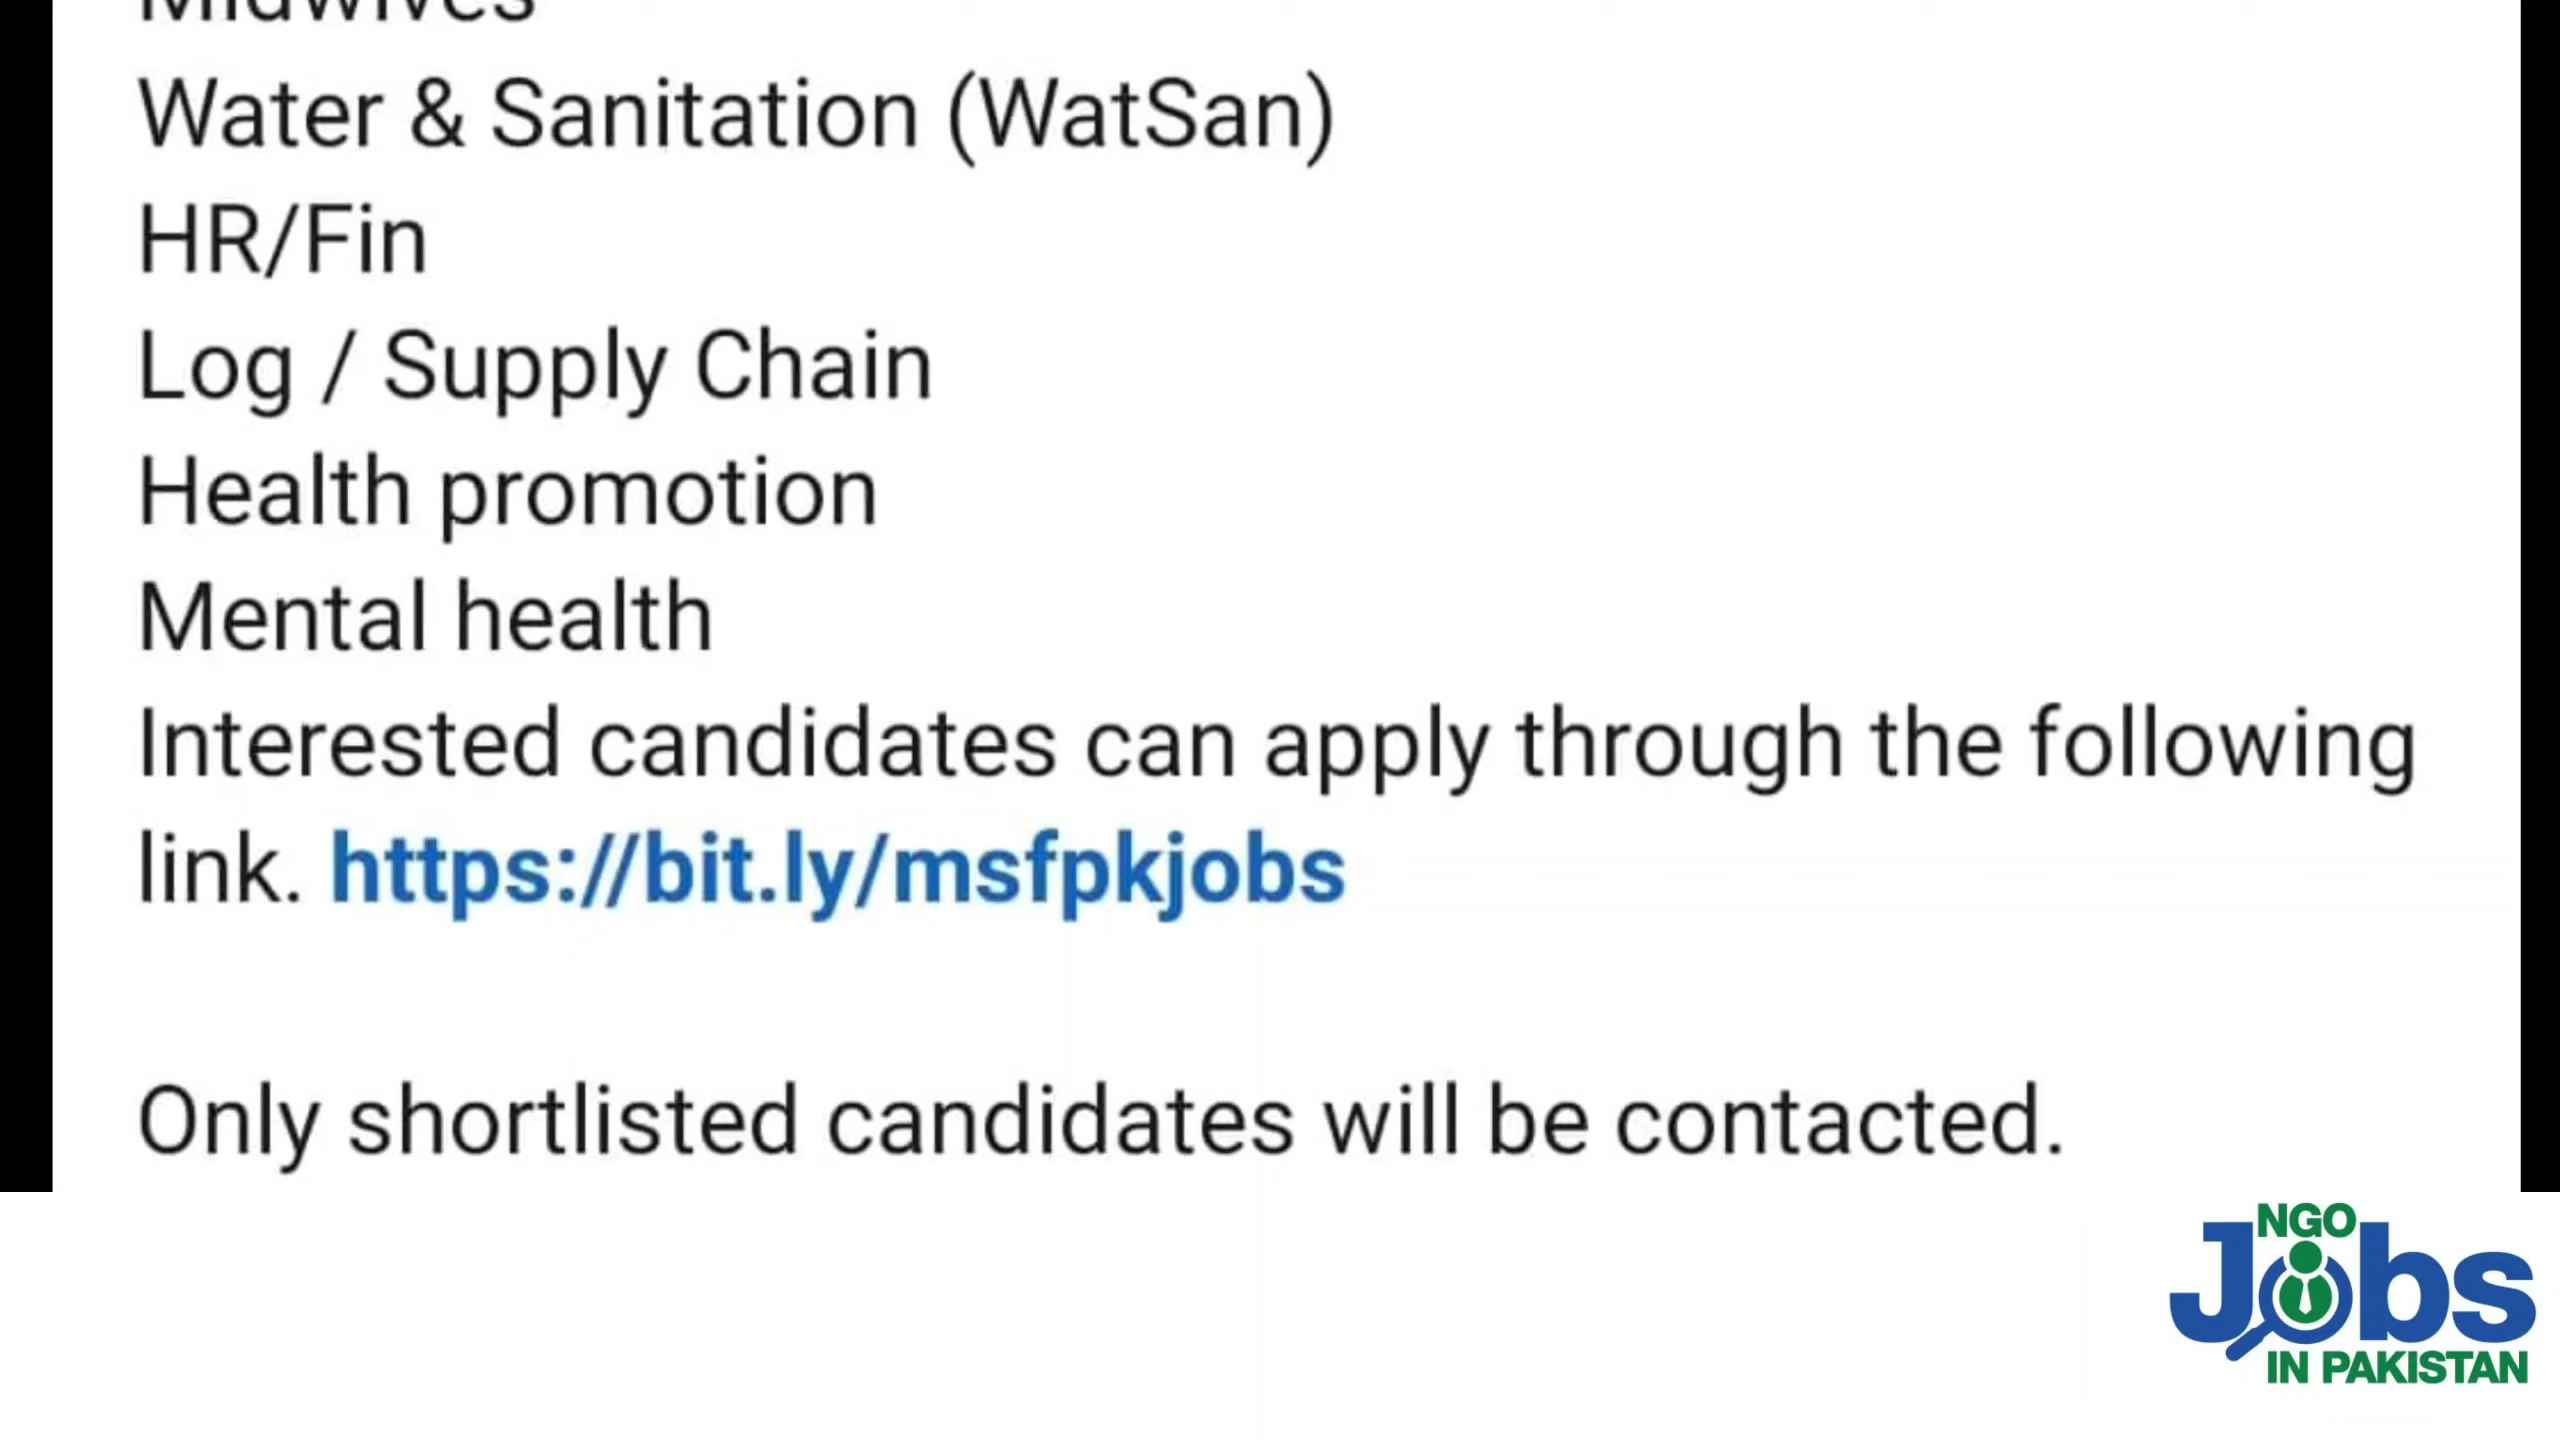 Midwives
Water & Sanitation (WatSan)
HR/Fin
Log / Supply Chain
Health promotion
Mental health
Interested candidates can apply through the following
link. https://bit.ly/msfpkjobs
Only shortlisted candidates will be contacted.
NGO
Jobs
IN PAKISTAN